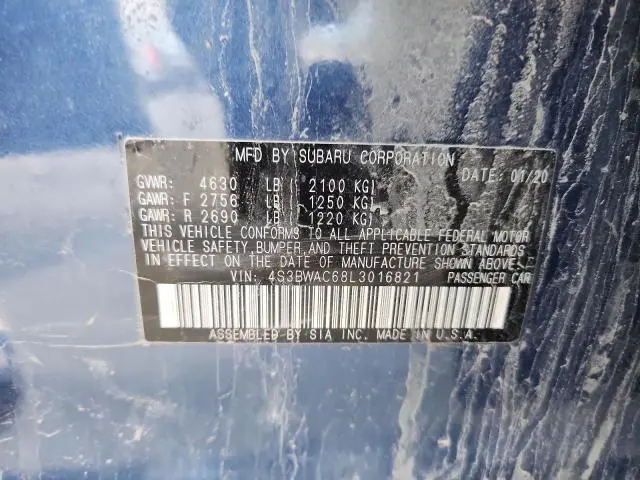 MFD BY SUBARU CORPORATION
DATE: 01/20
GVWR: 4630 LB ( 2100 KG)
GAWR: F 2756 LB ( 1250 KG)
GAWR: R 2690 LB ( 1220 KG)
THIS VEHICLE CONFORMS TO ALL APPLICABLE FEDERAL MOTOR
VEHICLE SAFETY, BUMPER, AND THEFT PREVENTION STANDARDS
IN EFFECT ON THE DATE OF MANUFACTURE SHOWN ABOVE.
VIN: 4S3BWAC68L3016821 PASSENGER CAR
ASSEMBLED BY SIA INC. MADE IN U.S.A.